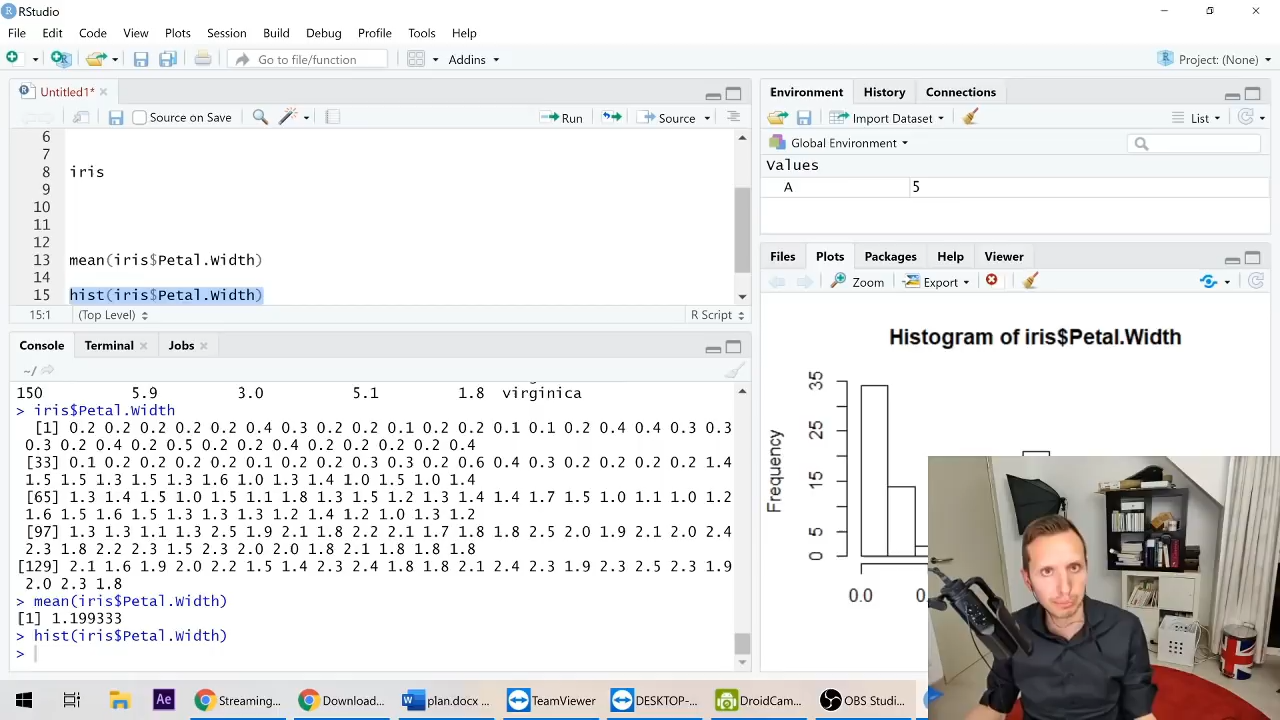 RStudio
File Edit Code View Plots Session Build Debug Profile Tools Help
Go to file/function
Addins
Project: (None)
Untitled1*
Source on Save
Run
Source
6
7
8 iris
9
10
11
12
13 mean(iris$Petal.Width)
14
15 hist(iris$Petal.Width)
15:1 (Top Level) R Script
Console Terminal Jobs
~/
150 5.9 3.0 5.1 1.8 virginica
> iris$Petal.Width
[1] 0.2 0.2 0.2 0.2 0.2 0.4 0.3 0.2 0.2 0.1 0.2 0.2 0.1 0.1 0.2 0.4 0.4 0.3 0.3
0.3 0.2 0.4 0.2 0.5 0.2 0.2 0.4 0.2 0.2 0.2 0.2 0.4
[33] 0.1 0.2 0.2 0.2 0.2 0.1 0.2 0.2 0.3 0.3 0.2 0.6 0.4 0.3 0.2 0.2 0.2 0.2 1.4
1.5 1.5 1.3 1.5 1.3 1.6 1.0 1.3 1.4 1.0 1.5 1.0 1.4
[65] 1.3 1.4 1.5 1.0 1.5 1.1 1.8 1.3 1.5 1.2 1.3 1.4 1.4 1.7 1.5 1.0 1.1 1.0 1.2
1.6 1.5 1.6 1.5 1.3 1.3 1.3 1.2 1.4 1.2 1.0 1.3 1.2
[97] 1.3 1.3 1.1 1.3 2.5 1.9 2.1 1.8 2.2 2.1 1.7 1.8 1.8 2.5 2.0 1.9 2.1 2.0 2.4
2.3 1.8 2.2 2.3 1.5 2.3 2.0 2.0 1.8 2.1 1.8 1.8 1.8
[129] 2.1 1.6 1.9 2.0 2.2 1.5 1.4 2.3 2.4 1.8 1.8 2.1 2.4 2.3 1.9 2.3 2.5 2.3 1.9
2.0 2.3 1.8
> mean(iris$Petal.Width)
[1] 1.199333
> hist(iris$Petal.Width)
>
Environment History Connections
Import Dataset
List
Global Environment
Values
A 5
Files Plots Packages Help Viewer
Zoom Export
Histogram of iris$Petal.Width
Frequency
35
25
15
5
0
0.0
Ae Streaming... Download... plan.docx ... TeamViewer DESKTOP-... DroidCam... OBS Studi...